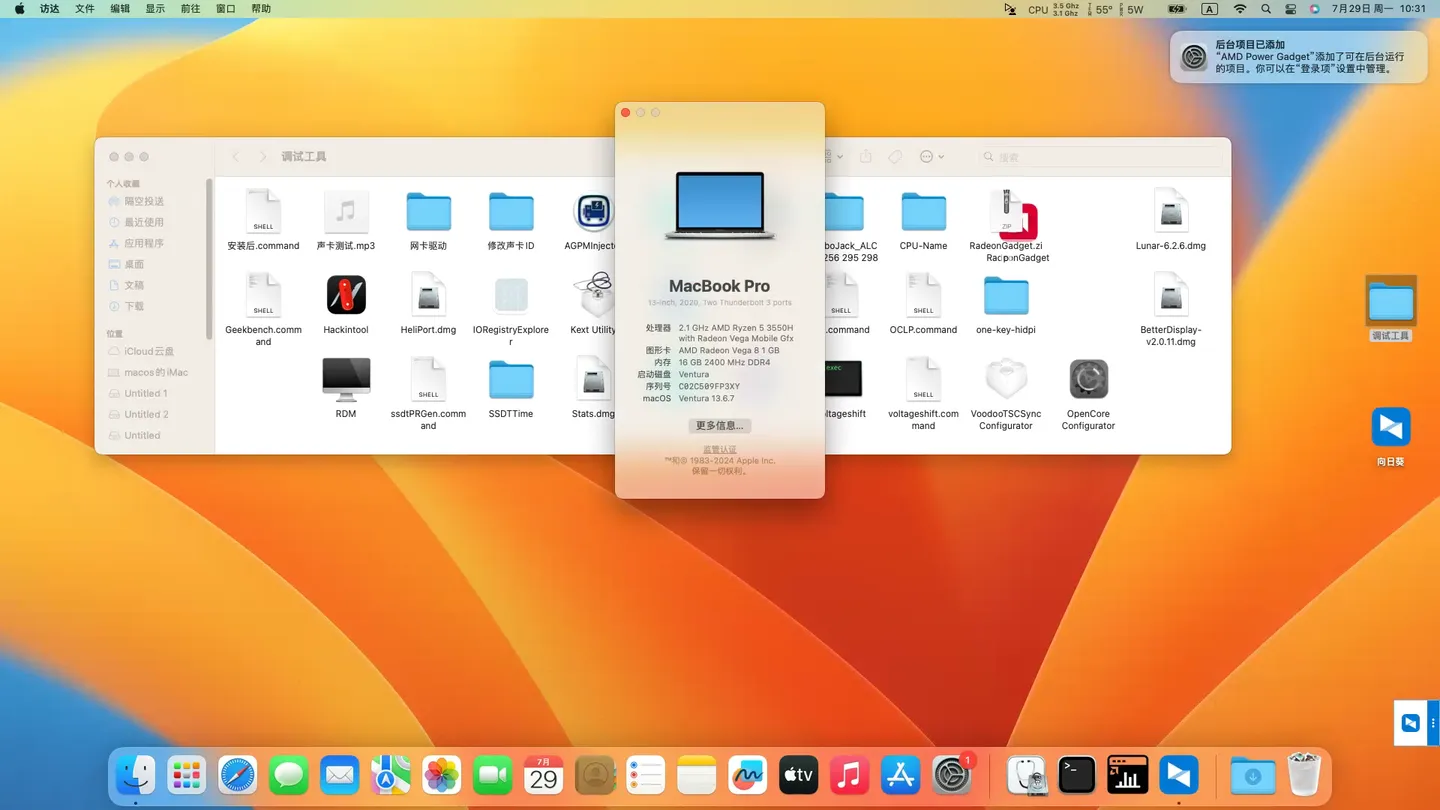 访达 文件 编辑 显示 前往 窗口 帮助
CPU 3.5 Ghz 3.1 Ghz 55° 5W A 7月29日 周一 10:31
后台项目已添加
“AMD Power Gadget”添加了可在后台运行
的项目。你可以在“登录项”设置中管理。
调试工具
搜索
个人收藏
隔空投送
最近使用
应用程序
桌面
文稿
下载
位置
iCloud云盘
macos的iMac
Untitled 1
Untitled 2
Untitled
SHELL
ZIP
安装后.command 声卡测试.mp3 网卡驱动 修改声卡ID AGPMInjecto
boJack_ALC
256 295 298
CPU-Name
RadeonGadget.zi
p
RadeonGadget
Lunar-6.2.6.dmg
SHELL
SHELL
SHELL
Geekbench.comm
and
Hackintool HeliPort.dmg
IORegistryExplore
r
Kext Utility
.command OCLP.command one-key-hidpi
BetterDisplay-
v2.0.11.dmg
SHELL
exec
SHELL
RDM
ssdtPRGen.comm
and
SSDTTime Stats.dmg
ltageshift
voltageshift.com
mand
VoodooTSCSync
Configurator
OpenCore
Configurator
MacBook Pro
13-inch, 2020, Two Thunderbolt 3 ports
处理器 2.1 GHz AMD Ryzen 5 3550H
with Radeon Vega Mobile Gfx
图形卡 AMD Radeon Vega 8 1 GB
内存 16 GB 2400 MHz DDR4
启动磁盘 Ventura
序列号 C02C509FP3XY
macOS Ventura 13.6.7
更多信息...
监管认证
™和© 1983-2024 Apple Inc.
保留一切权利。
调试工具
向日葵
7月
29
tv
1